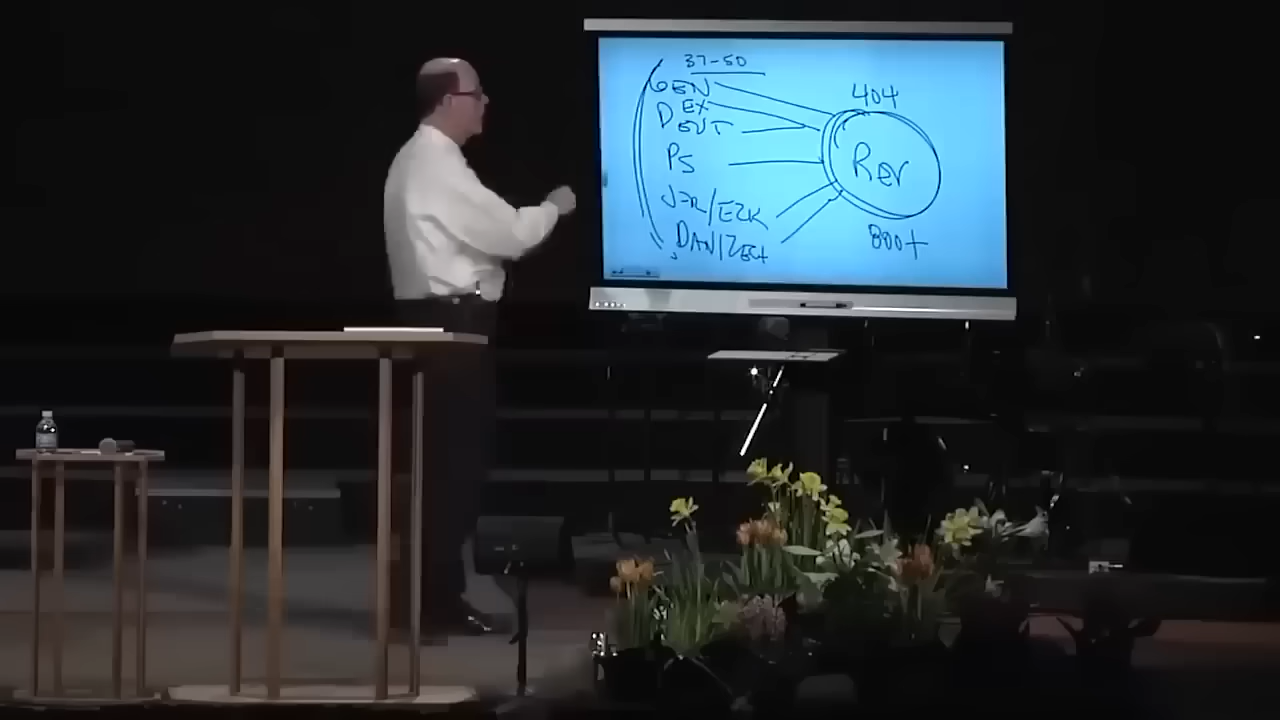 37-50
GEN
EX
DEUT
PS
JER/EZK
DAN/ZECH
404
Rev
800+